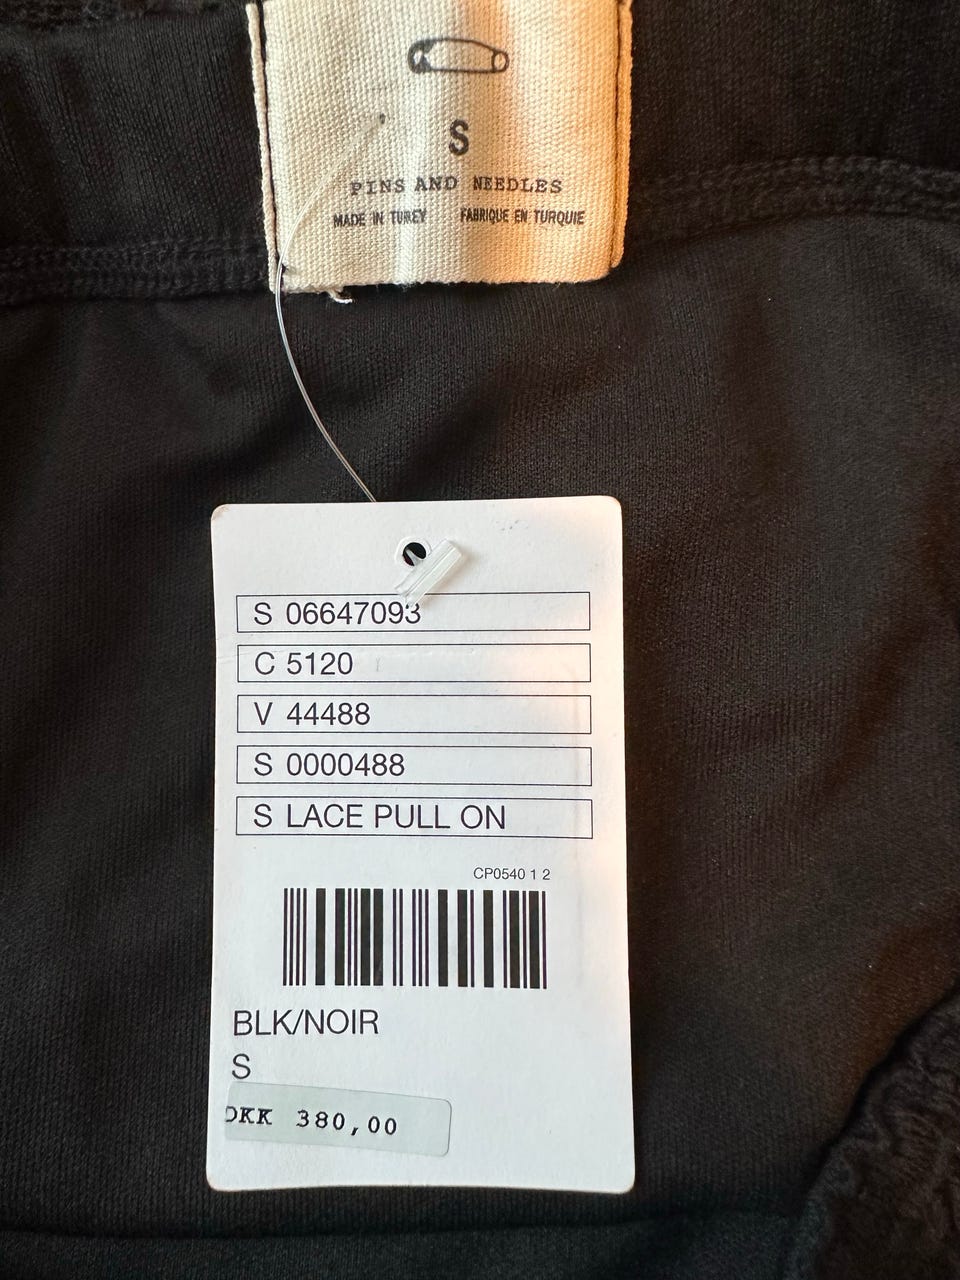 S
PINS AND NEEDLES
MADE IN TURKEY FABRIQUE EN TURQUIE
S 06647093
C 5120
V 44488
S 0000488
S LACE PULL ON
CP0540 1 2
BLK/NOIR
S
DKK 380,00